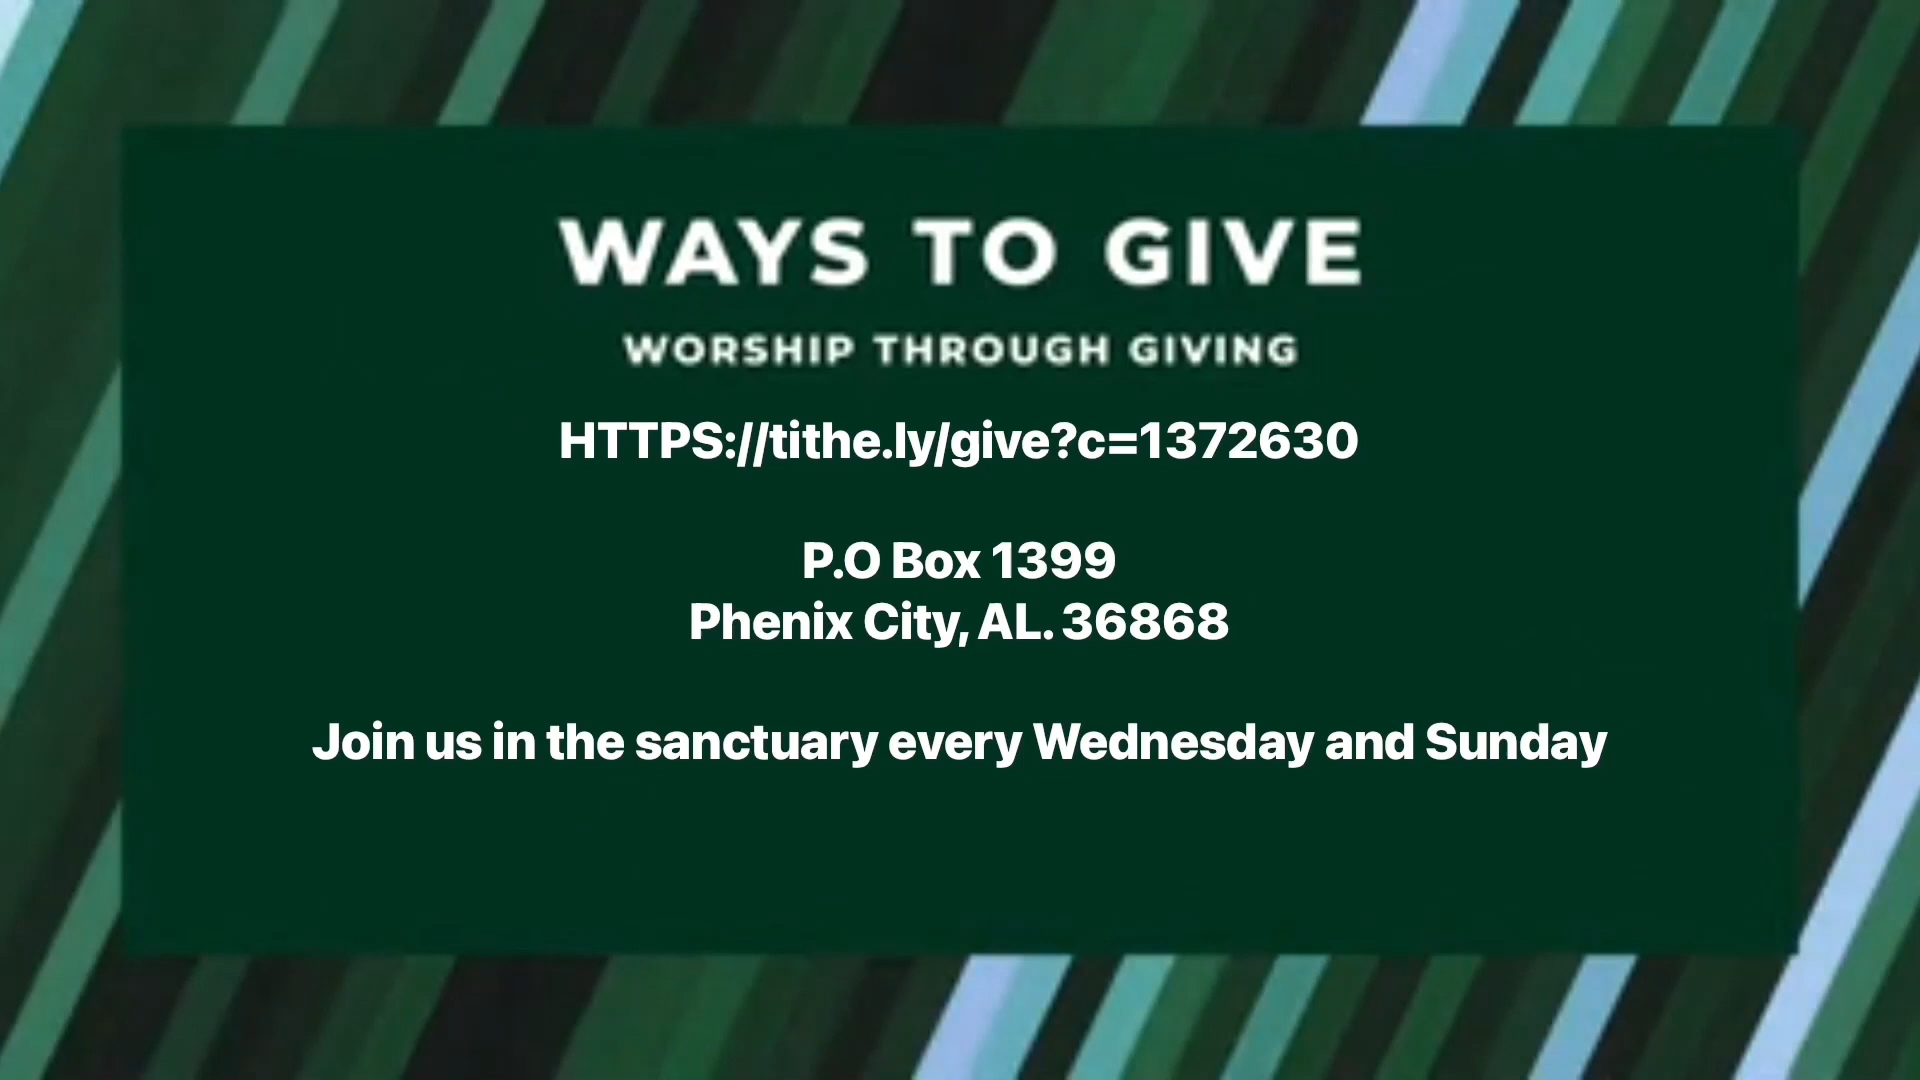 WAYS TO GIVE
WORSHIP THROUGH GIVING
HTTPS://tithe.ly/give?c=1372630
P.O Box 1399
Phenix City, AL. 36868
Join us in the sanctuary every Wednesday and Sunday